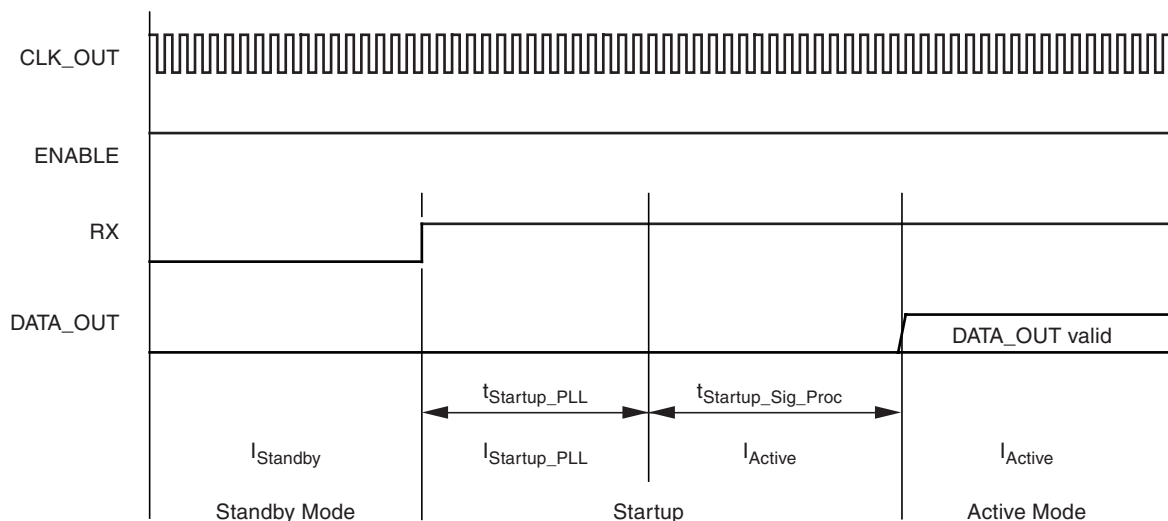 CLK_OUT
ENABLE
RX
DATA_OUT
DATA_OUT valid
tStartup_PLL
tStartup_Sig_Proc
IStandby
IStartup_PLL
IActive
IActive
Standby Mode
Startup
Active Mode